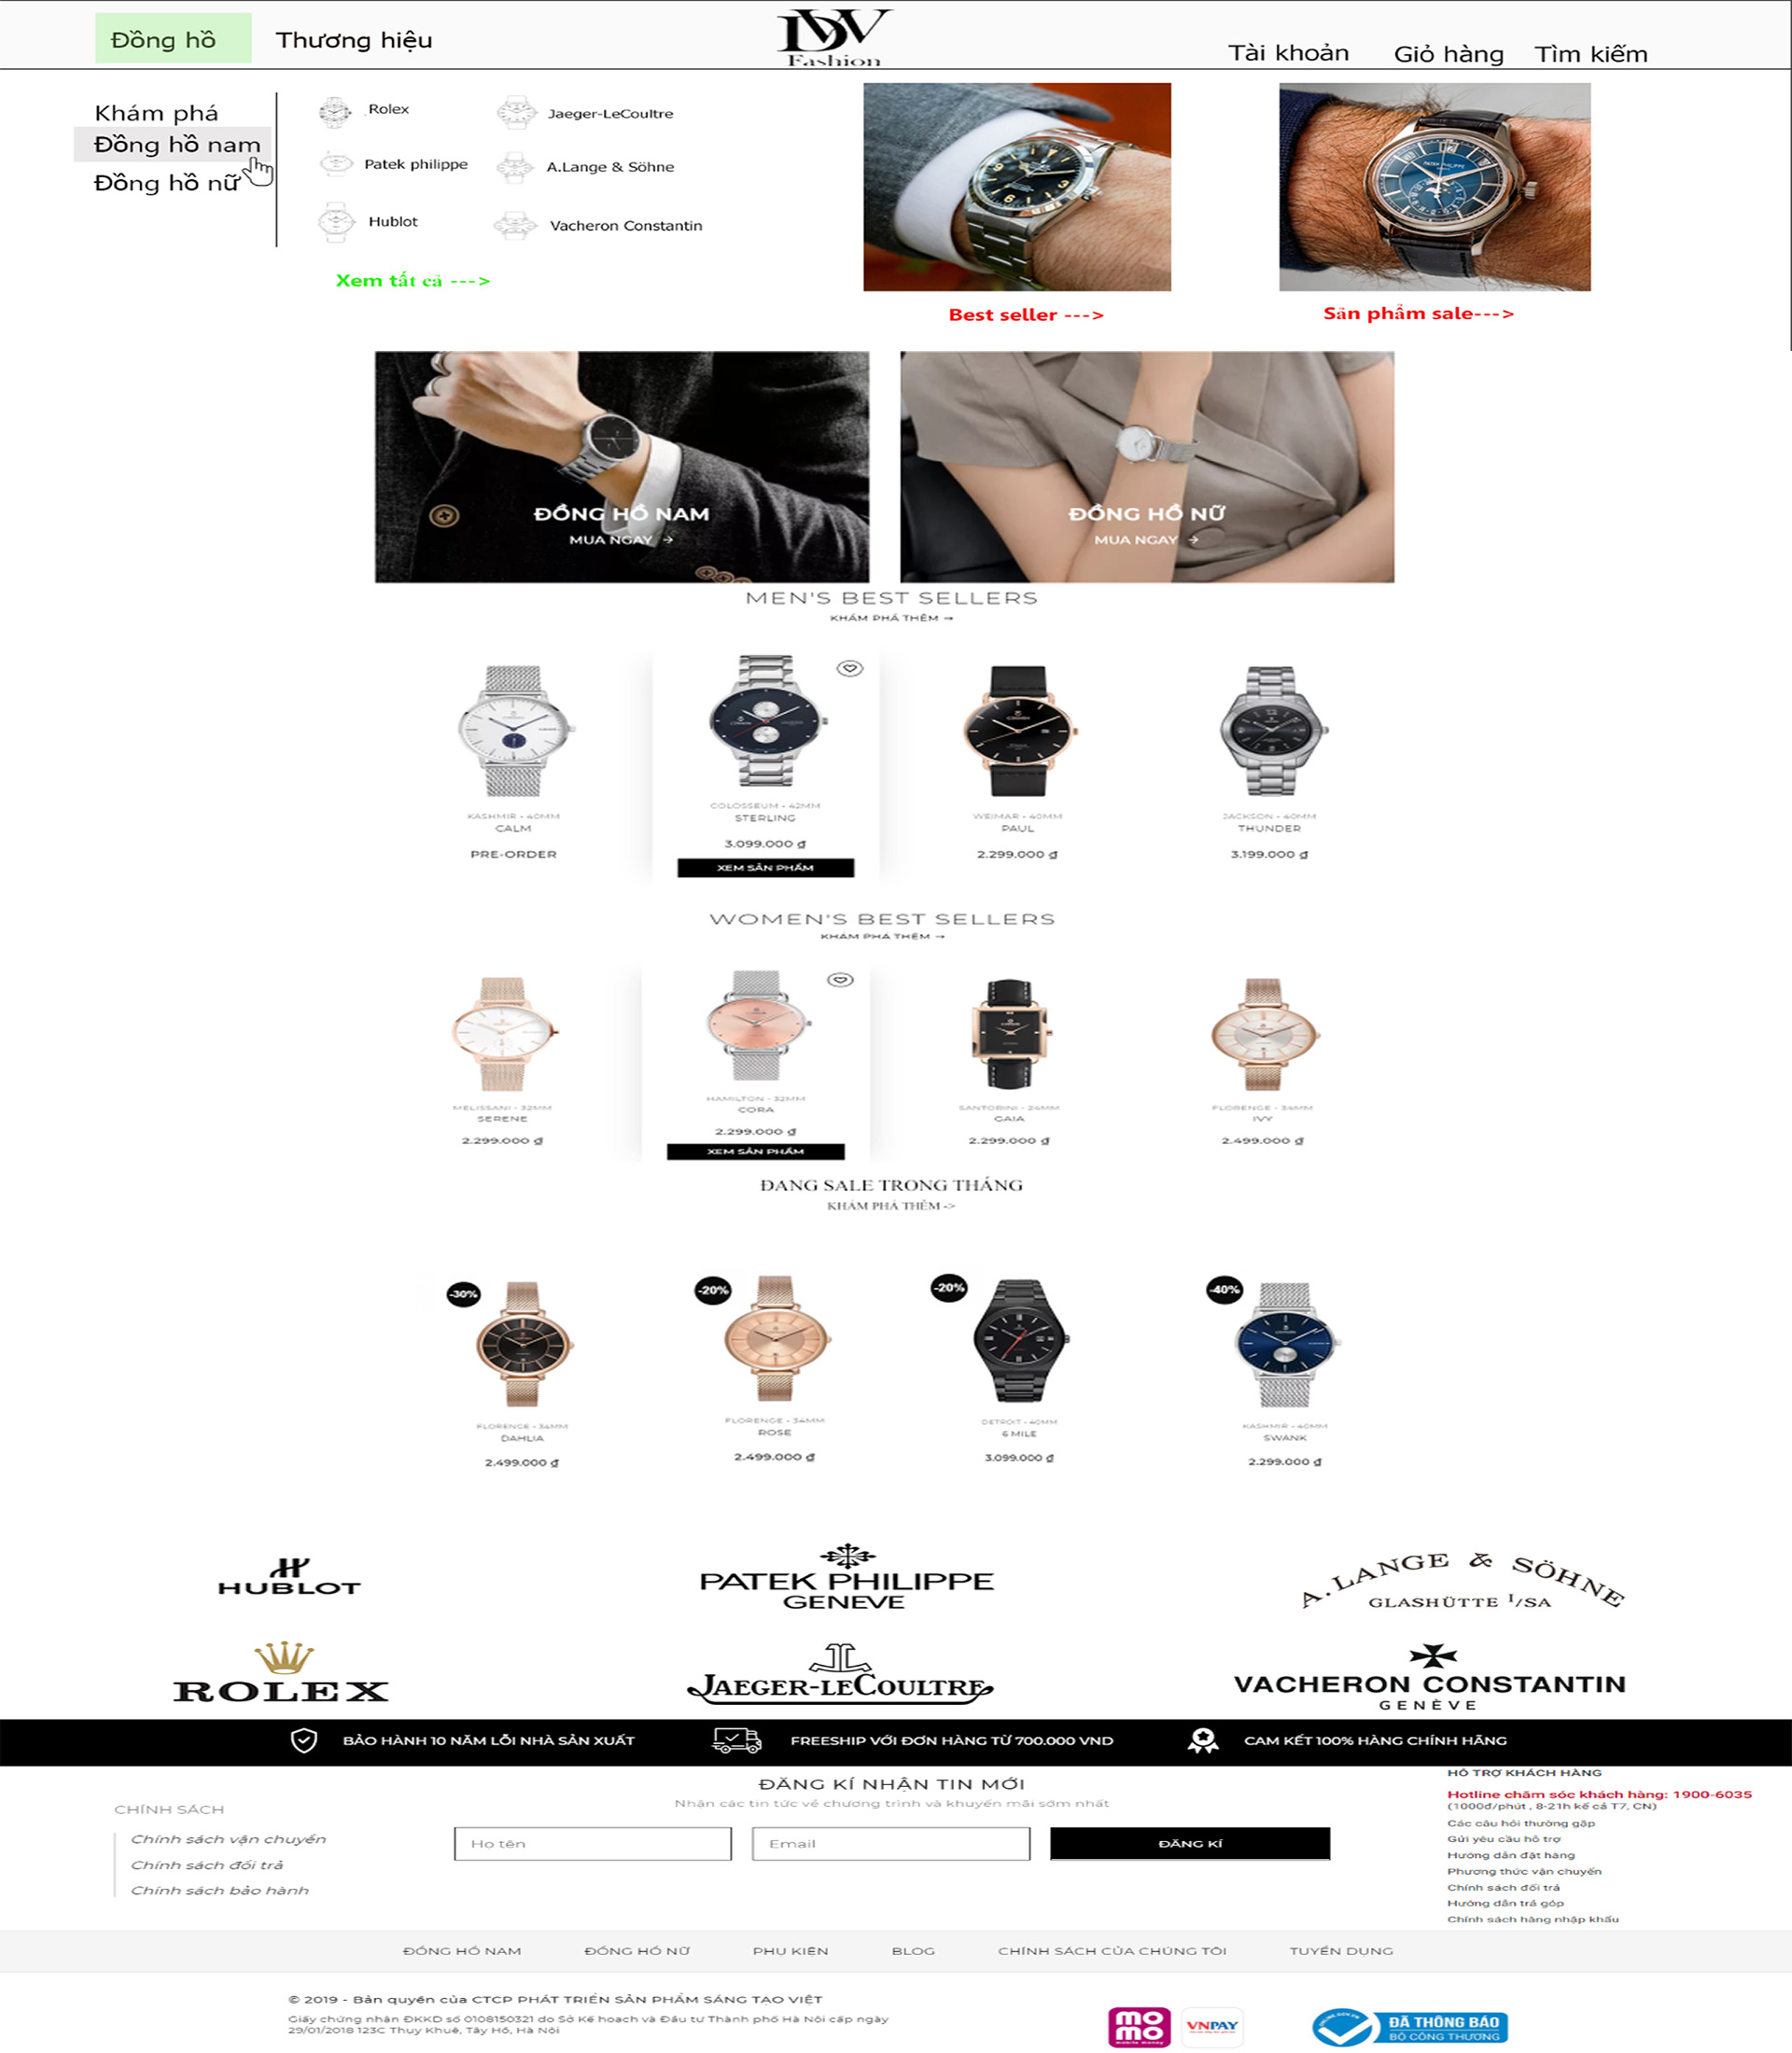 Đồng hồ
Thương hiệu
DW
Fashion
Tài khoản
Giỏ hàng
Tìm kiếm
Khám phá
Đồng hồ nam
Đồng hồ nữ
Rolex
Jaeger-LeCoultre
Patek philippe
A.Lange & Söhne
Hublot
Vacheron Constantin
Xem tất cả --->
Best seller --->
Sản phẩm sale--->
ĐỒNG HỒ NAM
MUA NGAY →
ĐỒNG HỒ NỮ
MUA NGAY →
MEN'S BEST SELLERS
KHÁM PHÁ THÊM →
KASHMIR - 40MM
CALM
PRE-ORDER
COLOSSEUM - 42MM
STERLING
3.099.000 ₫
XEM SẢN PHẨM
WEIMAR - 40MM
PAUL
2.299.000 ₫
JACKSON - 40MM
THUNDER
3.199.000 ₫
WOMEN'S BEST SELLERS
KHÁM PHÁ THÊM →
MELISSANI - 32MM
SERENE
2.299.000 ₫
HAMILTON - 32MM
CORA
2.299.000 ₫
XEM SẢN PHẨM
SANTORINI - 24MM
GAIA
2.299.000 ₫
FLORENCE - 34MM
IVY
2.499.000 ₫
ĐANG SALE TRONG THÁNG
KHÁM PHÁ THÊM ->
-30%
FLORENCE - 34MM
DAHLIA
2.499.000 ₫
-20%
FLORENCE - 34MM
ROSE
2.499.000 ₫
-20%
DETROIT - 40MM
6 MILE
3.099.000 ₫
-40%
KASHMIR - 40MM
SWANK
2.299.000 ₫
HUBLOT
PATEK PHILIPPE
GENEVE
A. LANGE & SÖHNE
GLASHÜTTE I/SA
ROLEX
JAEGER-LECOULTRE
VACHERON CONSTANTIN
GENÈVE
BẢO HÀNH 10 NĂM LỖI NHÀ SẢN XUẤT
FREESHIP VỚI ĐƠN HÀNG TỪ 700.000 VND
CAM KẾT 100% HÀNG CHÍNH HÃNG
CHÍNH SÁCH
Chính sách vận chuyển
Chính sách đổi trả
Chính sách bảo hành
ĐĂNG KÍ NHẬN TIN MỚI
Nhận các tin tức về chương trình và khuyến mãi sớm nhất
Họ tên
Email
ĐĂNG KÍ
HỖ TRỢ KHÁCH HÀNG
Hotline chăm sóc khách hàng: 1900-6035
(1000đ/phút , 8-21h kể cả T7, CN)
Các câu hỏi thường gặp
Gửi yêu cầu hỗ trợ
Hướng dẫn đặt hàng
Phương thức vận chuyển
Chính sách đổi trả
Hướng dẫn trả góp
Chính sách hàng nhập khẩu
ĐỒNG HỒ NAM
ĐỒNG HỒ NỮ
PHỤ KIỆN
BLOG
CHÍNH SÁCH CỦA CHÚNG TÔI
TUYỂN DỤNG
© 2019 - Bản quyền của CTCP PHÁT TRIỂN SẢN PHẨM SÁNG TẠO VIỆT
Giấy chứng nhận ĐKKD số 0108150321 do Sở Kế hoạch và Đầu tư Thành phố Hà Nội cấp ngày
29/01/2018 123C Thụy Khuê, Tây Hồ, Hà Nội
mo
mo
mobile money
VNPAY
ĐÃ THÔNG BÁO
BỘ CÔNG THƯƠNG